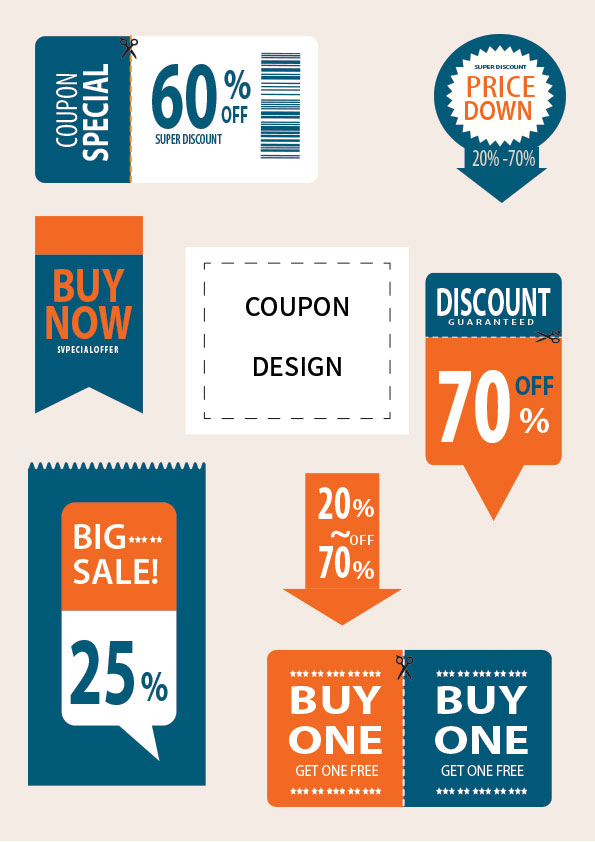 COUPON
SPECIAL
60%
OFF
SUPER DISCOUNT
SUPER DISCOUNT
PRICE
DOWN
20% -70%
BUY
NOW
SVPECIALOFFER
COUPON
DESIGN
DISCOUNT
GUARANTEED
70 OFF
%
BIG
SALE!
25%
20%
~OFF
70%
BUY
ONE
GET ONE FREE
BUY
ONE
GET ONE FREE